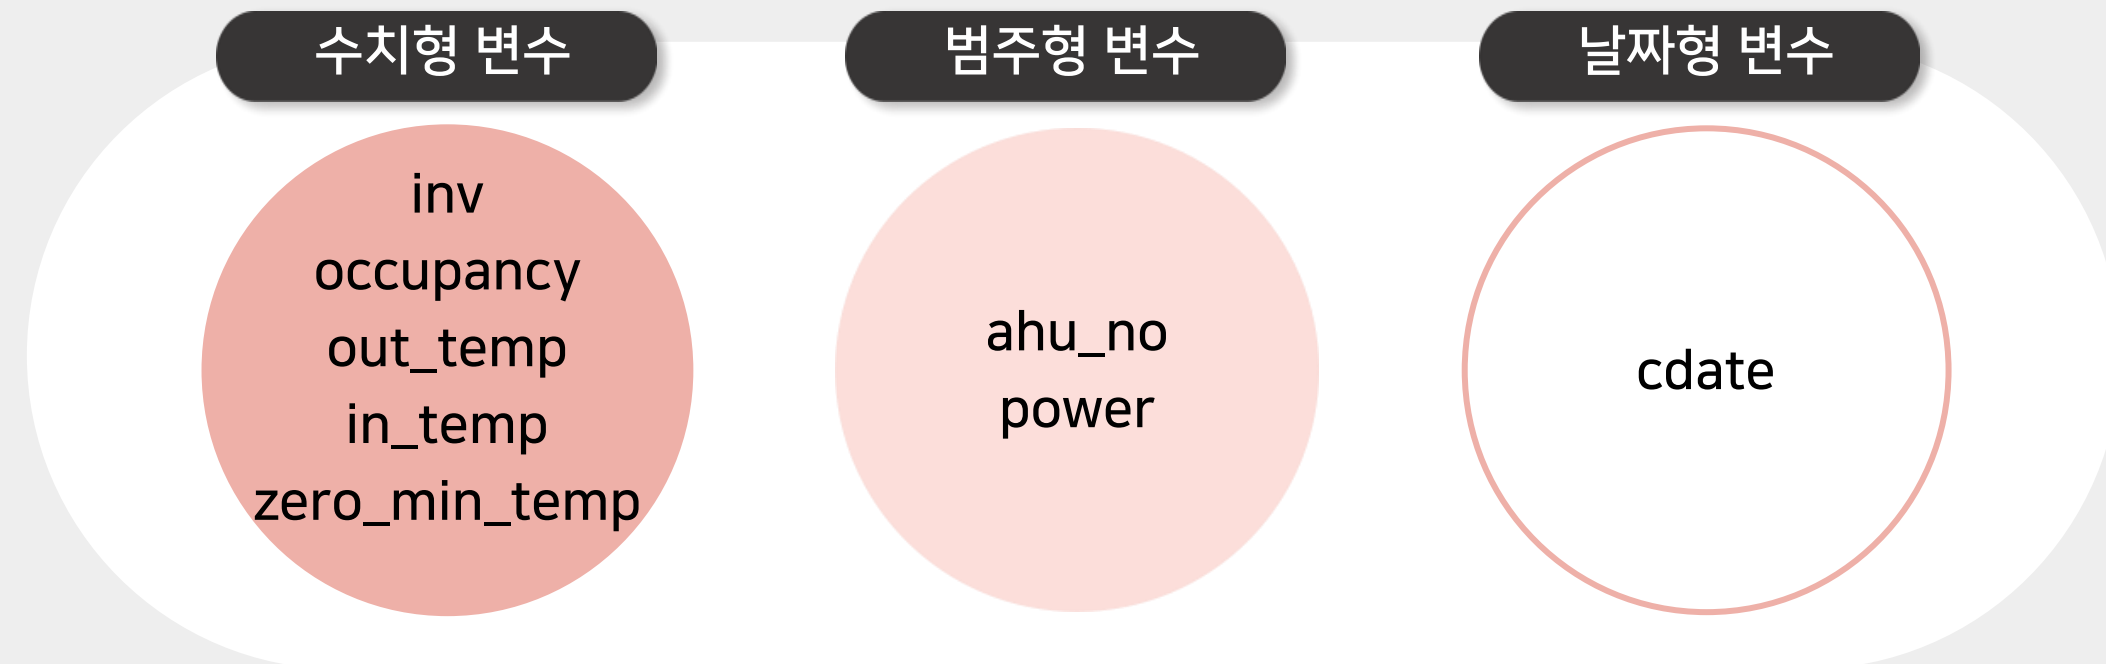 수치형 변수
inv
occupancy
out_temp
in_temp
zero_min_temp
범주형 변수
ahu_no
power
날짜형 변수
cdate